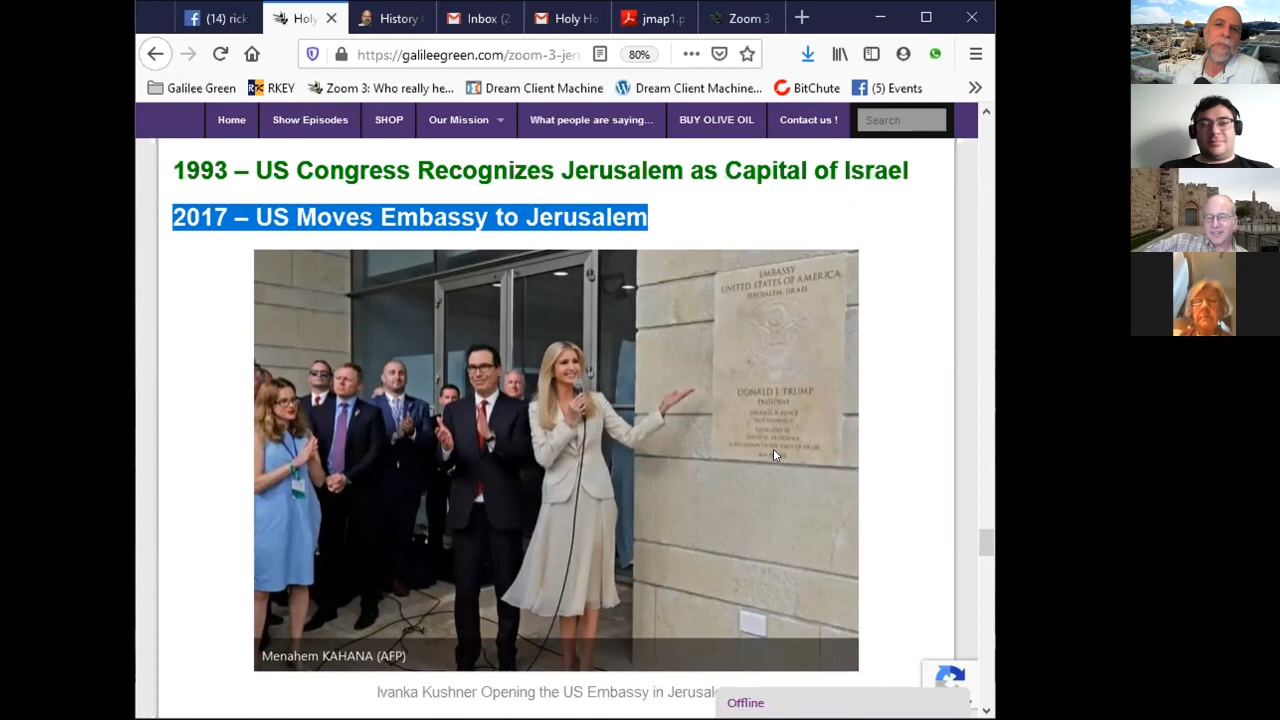 (14) rick
Holy
History
Inbox (2
Holy Ho
jmap1.p
Zoom 3:
https://galileegreen.com/zoom-3-jer
80%
Galilee Green
RKEY
Zoom 3: Who really he...
Dream Client Machine
Dream Client Machine...
BitChute
(5) Events
Home
Show Episodes
SHOP
Our Mission
What people are saying...
BUY OLIVE OIL
Contact us !
Search
1993 – US Congress Recognizes Jerusalem as Capital of Israel
2017 – US Moves Embassy to Jerusalem
EMBASSY
UNITED STATES OF AMERICA
JERUSALEM, ISRAEL
DONALD J. TRUMP
PRESIDENT
Menahem KAHANA (AFP)
Ivanka Kushner Opening the US Embassy in Jerusal
Offline